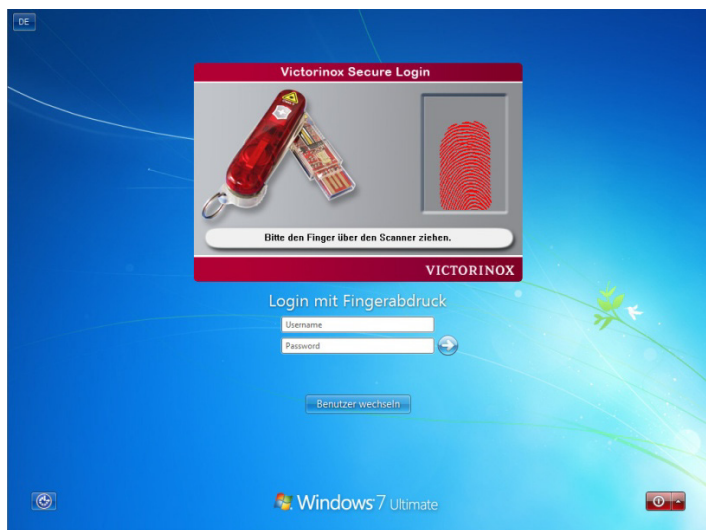 DE
Victorinox Secure Login
Bitte den Finger über den Scanner ziehen.
VICTORINOX
Login mit Fingerabdruck
Username
Password
Benutzer wechseln
Windows 7 Ultimate